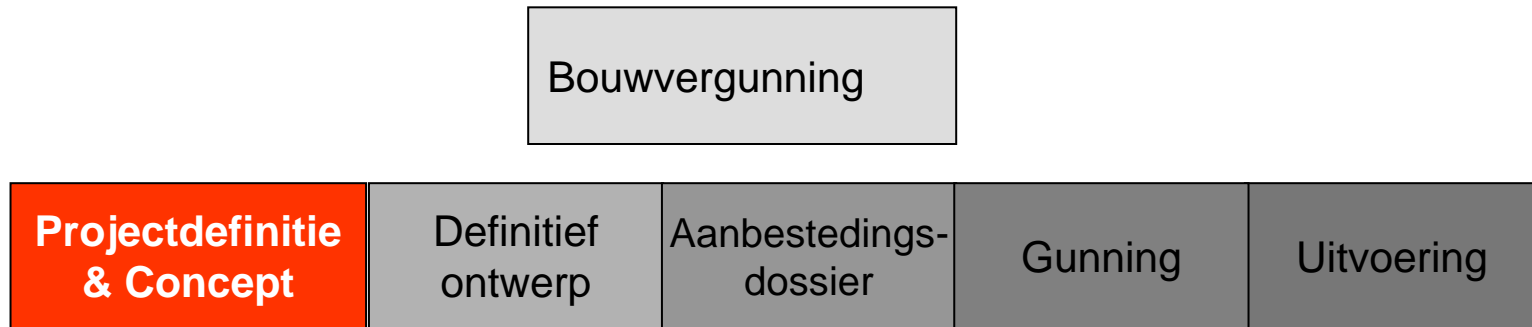 Bouwvergunning
Projectdefinitie
& Concept
Definitief
ontwerp
Aanbestedings-
dossier
Gunning
Uitvoering